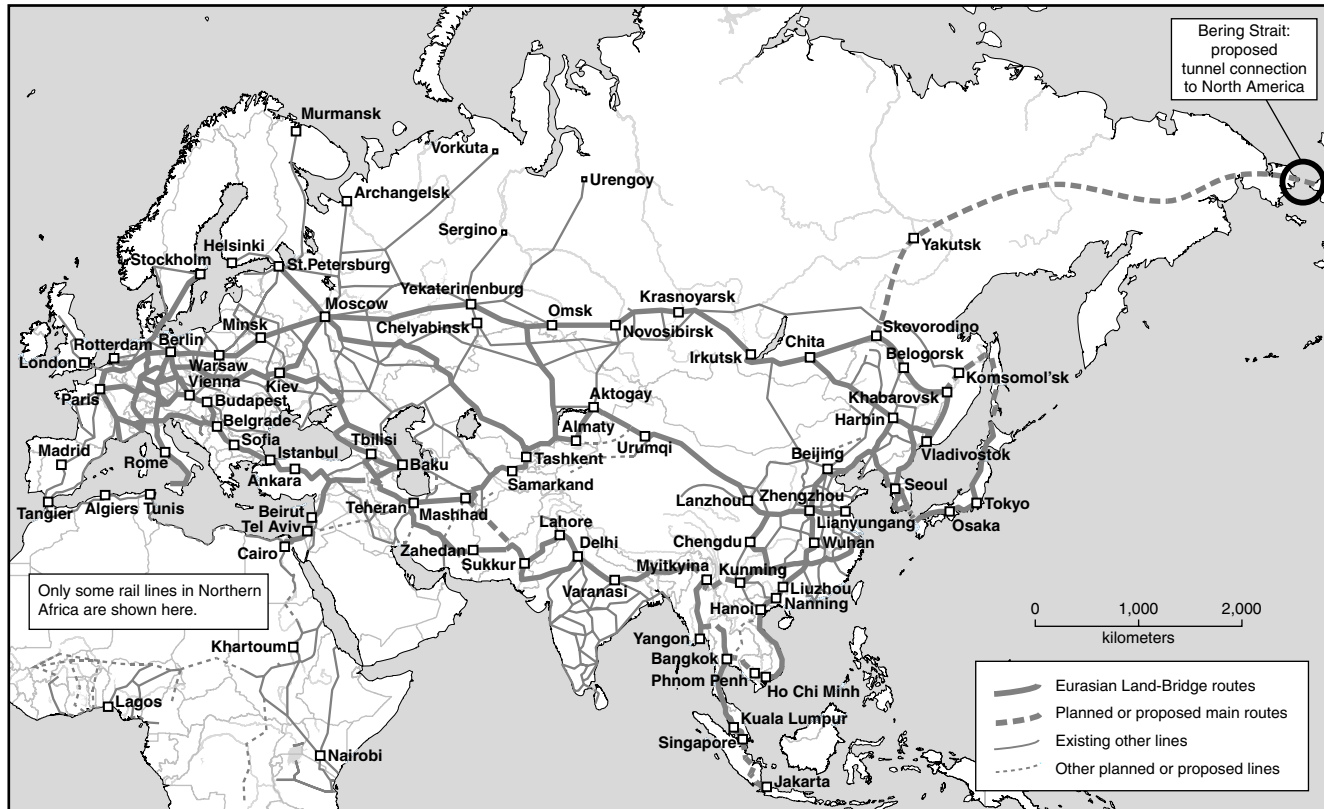 Bering Strait:
proposed
tunnel connection
to North America
Murmansk
Vorkuta
Urengoy
Archangelsk
Sergino
Yakutsk
Helsinki
Stockholm
St.Petersburg
Yekaterinenburg
Krasnoyarsk
Moscow
Omsk
Chelyabinsk
Novosibirsk
Skovorodino
Minsk
Rotterdam
Berlin
London
Warsaw
Irkutsk
Chita
Belogorsk
Vienna
Kiev
Komsomol'sk
Paris
Budapest
Aktogay
Khabarovsk
Belgrade
Almaty
Harbin
Sofia
Tbilisi
Urumqi
Madrid
Istanbul
Beijing
Vladivostok
Rome
Baku
Tashkent
Ankara
Samarkand
Seoul
Tangier
Algiers
Tunis
Beirut
Teheran
Mashhad
Lanzhou
Zhengzhou
Tokyo
Tel Aviv
Lahore
Lianyungang
Osaka
Cairo
Zahedan
Delhi
Chengdu
Wuhan
Sukkur
Myitkyina
Kunming
Only some rail lines in Northern
Africa are shown here.
Varanasi
Liuzhou
Nanning
Hanoi
0
1,000
2,000
kilometers
Khartoum
Yangon
Bangkok
Phnom Penh
Ho Chi Minh
Lagos
Kuala Lumpur
Singapore
Nairobi
Jakarta
Eurasian Land-Bridge routes
Planned or proposed main routes
Existing other lines
Other planned or proposed lines